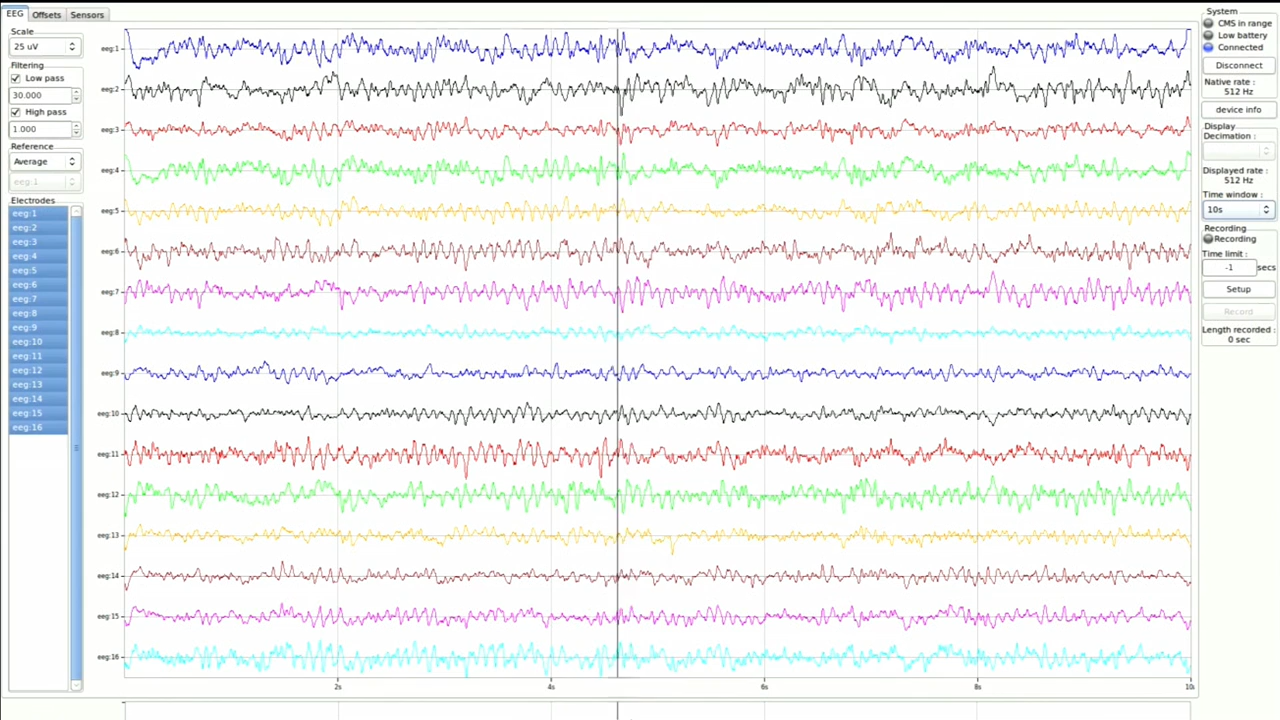 EEG Offsets Sensors
Scale
25 uV
Filtering
Low pass
30.000
High pass
1.000
Reference
Average
eeg:1
Electrodes
eeg:1
eeg:2
eeg:3
eeg:4
eeg:5
eeg:6
eeg:7
eeg:8
eeg:9
eeg:10
eeg:11
eeg:12
eeg:13
eeg:14
eeg:15
eeg:16
eeg:1
eeg:2
eeg:3
eeg:4
eeg:5
eeg:6
eeg:7
eeg:8
eeg:9
eeg:10
eeg:11
eeg:12
eeg:13
eeg:14
eeg:15
eeg:16
2s 4s 6s 8s 10s
System
CMS in range
Low battery
Connected
Disconnect
Native rate :
512 Hz
device info
Display
Decimation :
Displayed rate :
512 Hz
Time window :
10s
Recording
Recording
Time limit :
-1 secs
Setup
Record
Length recorded :
0 sec